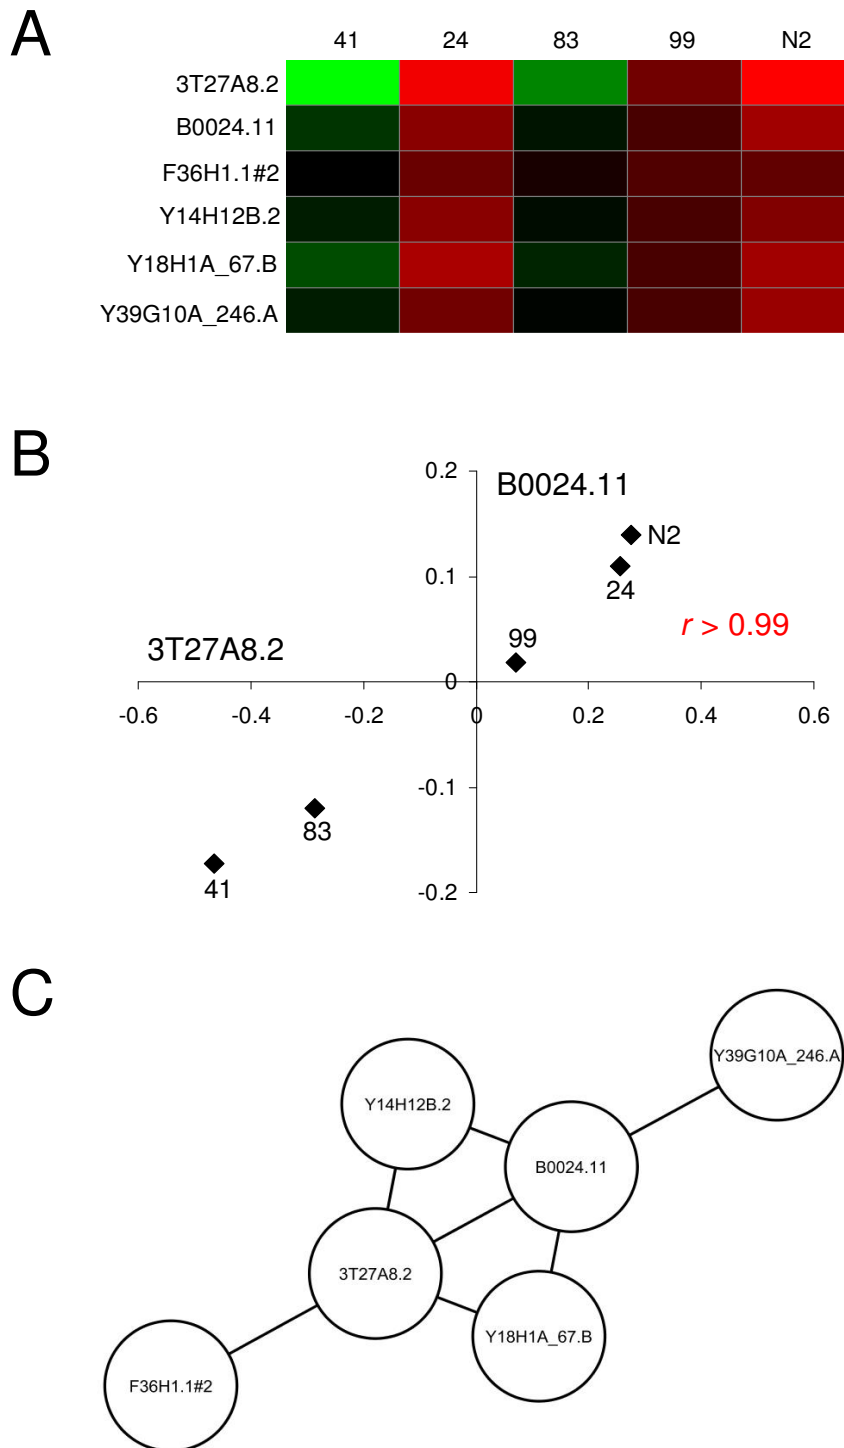 A
41 24 83 99 N2
3T27A8.2
B0024.11
F36H1.1#2
Y14H12B.2
Y18H1A_67.B
Y39G10A_246.A
B
0.2
B0024.11
N2
0.1
24
r > 0.99
99
3T27A8.2
0
-0.6 -0.4 -0.2 0 0.2 0.4 0.6
-0.1
83
41
-0.2
C
Y39G10A_246.A
Y14H12B.2
B0024.11
3T27A8.2
Y18H1A_67.B
F36H1.1#2